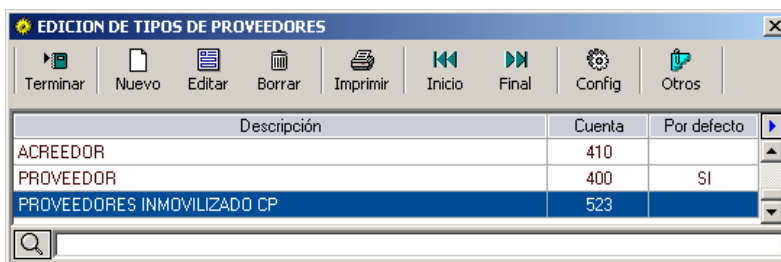 EDICION DE TIPOS DE PROVEEDORES
Terminar Nuevo Editar Borrar Imprimir Inicio Final Config Otros
Descripción Cuenta Por defecto
ACREEDOR 410
PROVEEDOR 400 SI
PROVEEDORES INMOVILIZADO CP 523